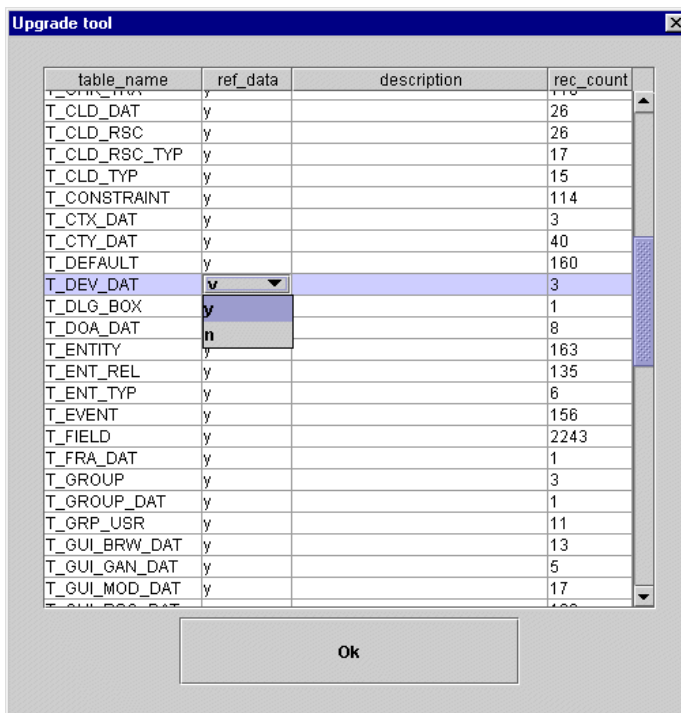 Upgrade tool
table_name ref_data description rec_count
T_CLD_DAT y 26
T_CLD_RSC y 26
T_CLD_RSC_TYP y 17
T_CLD_TYP y 15
T_CONSTRAINT y 114
T_CTX_DAT y 3
T_CTY_DAT y 40
T_DEFAULT y 160
T_DEV_DAT y 3
T_DLG_BOX y 1
T_DOA_DAT n 8
T_ENTITY y 163
T_ENT_REL y 135
T_ENT_TYP y 6
T_EVENT y 156
T_FIELD y 2243
T_FRA_DAT y 1
T_GROUP y 3
T_GROUP_DAT y 1
T_GRP_USR y 11
T_GUI_BRW_DAT y 13
T_GUI_GAN_DAT y 5
T_GUI_MOD_DAT y 17
Ok